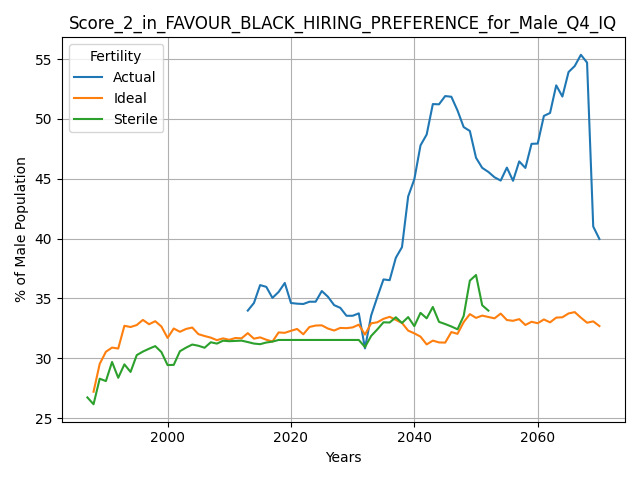 Score_2_in_FAVOUR_BLACK_HIRING_PREFERENCE_for_Male_Q4_IQ
Fertility
Actual
Ideal
Sterile
% of Male Population
55
50
45
40
35
30
25
2000
2020
2040
2060
Years